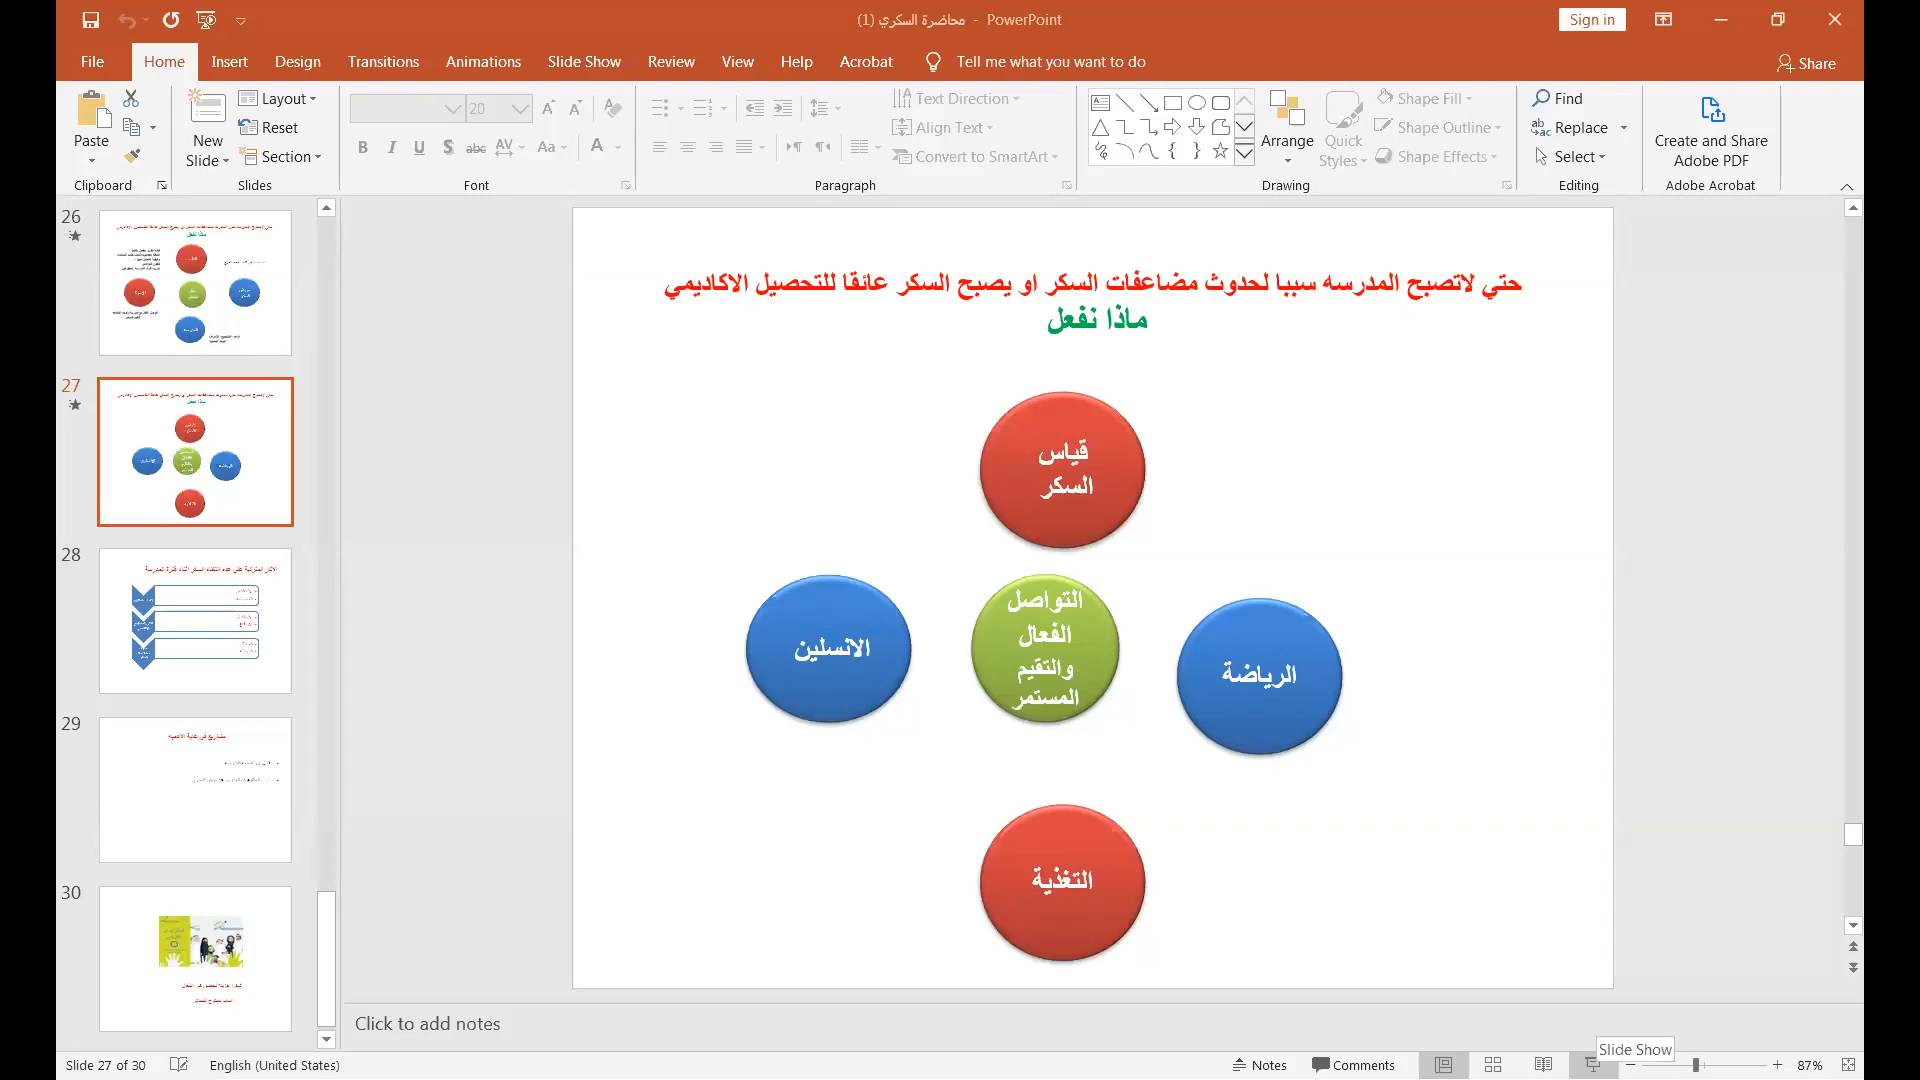 محاضرة السكري (1) - PowerPoint
Sign in
File Home Insert Design Transitions Animations Slide Show Review View Help Acrobat Tell me what you want to do Share
Paste
New Slide
Layout
Reset
Section
20
B I U S abc AV Aa A
Text Direction
Align Text
Convert to SmartArt
Arrange
Quick Styles
Shape Fill
Shape Outline
Shape Effects
Find
Replace
Select
Create and Share Adobe PDF
Clipboard Slides Font Paragraph Drawing Editing Adobe Acrobat
26
27
28
29
30
حتي لاتصبح المدرسه سببا لحدوث مضاعفات السكر او يصبح السكر عائقا للتحصيل الاكاديمي
ماذا نفعل
قياس
السكر
الانسلين
التواصل
الفعال
والتقيم
المستمر
الرياضة
التغذية
Click to add notes
Slide Show
Slide 27 of 30 English (United States) Notes Comments 87%